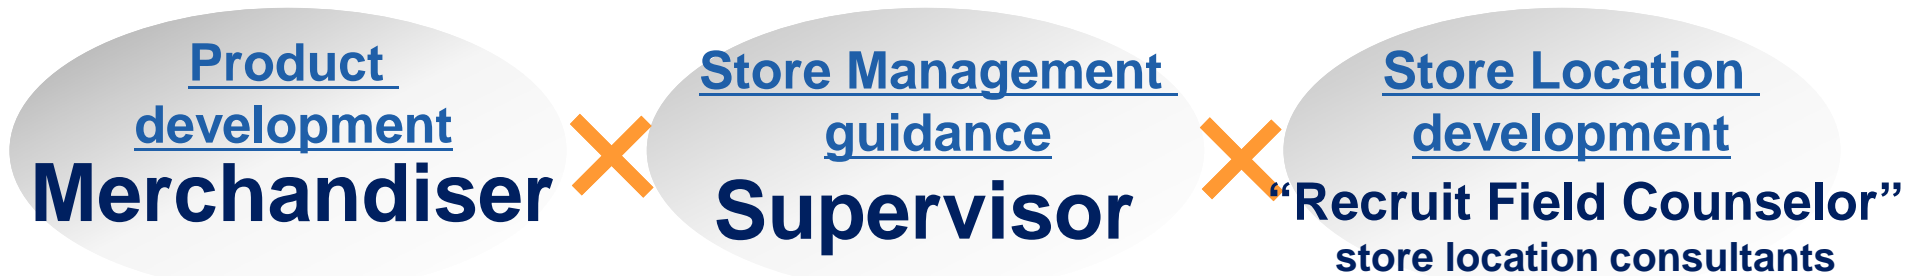 Product
development
Merchandiser
Store Management
guidance
Supervisor
Store Location
development
“Recruit Field Counselor”
store location consultants